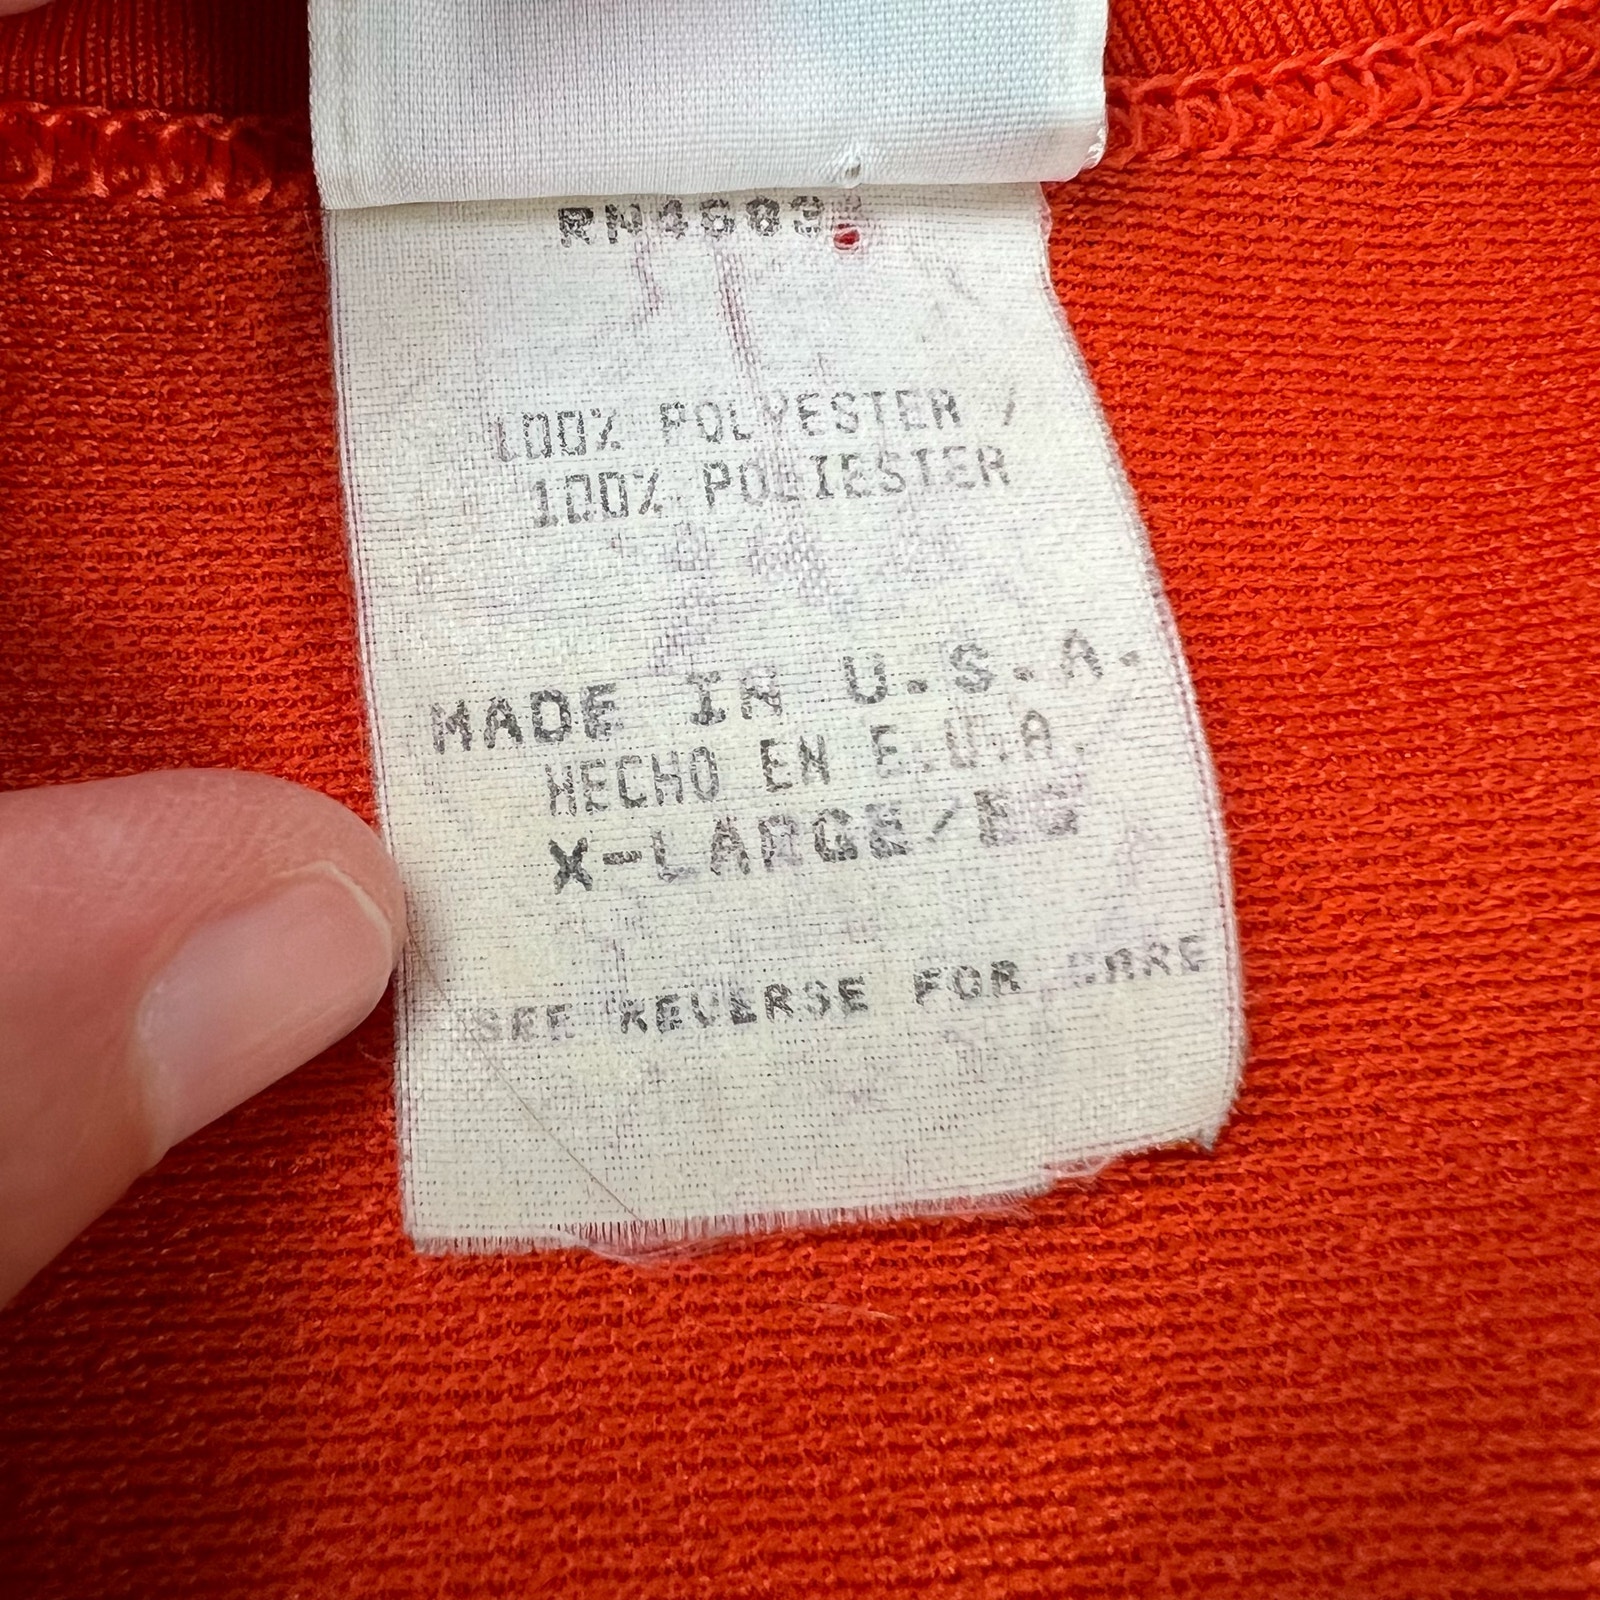 100% POLYESTER /
100% POLIESTER
MADE IN U.S.A.
HECHO EN E.U.A.
X-LARGE/EG
SEE REVERSE FOR CARE